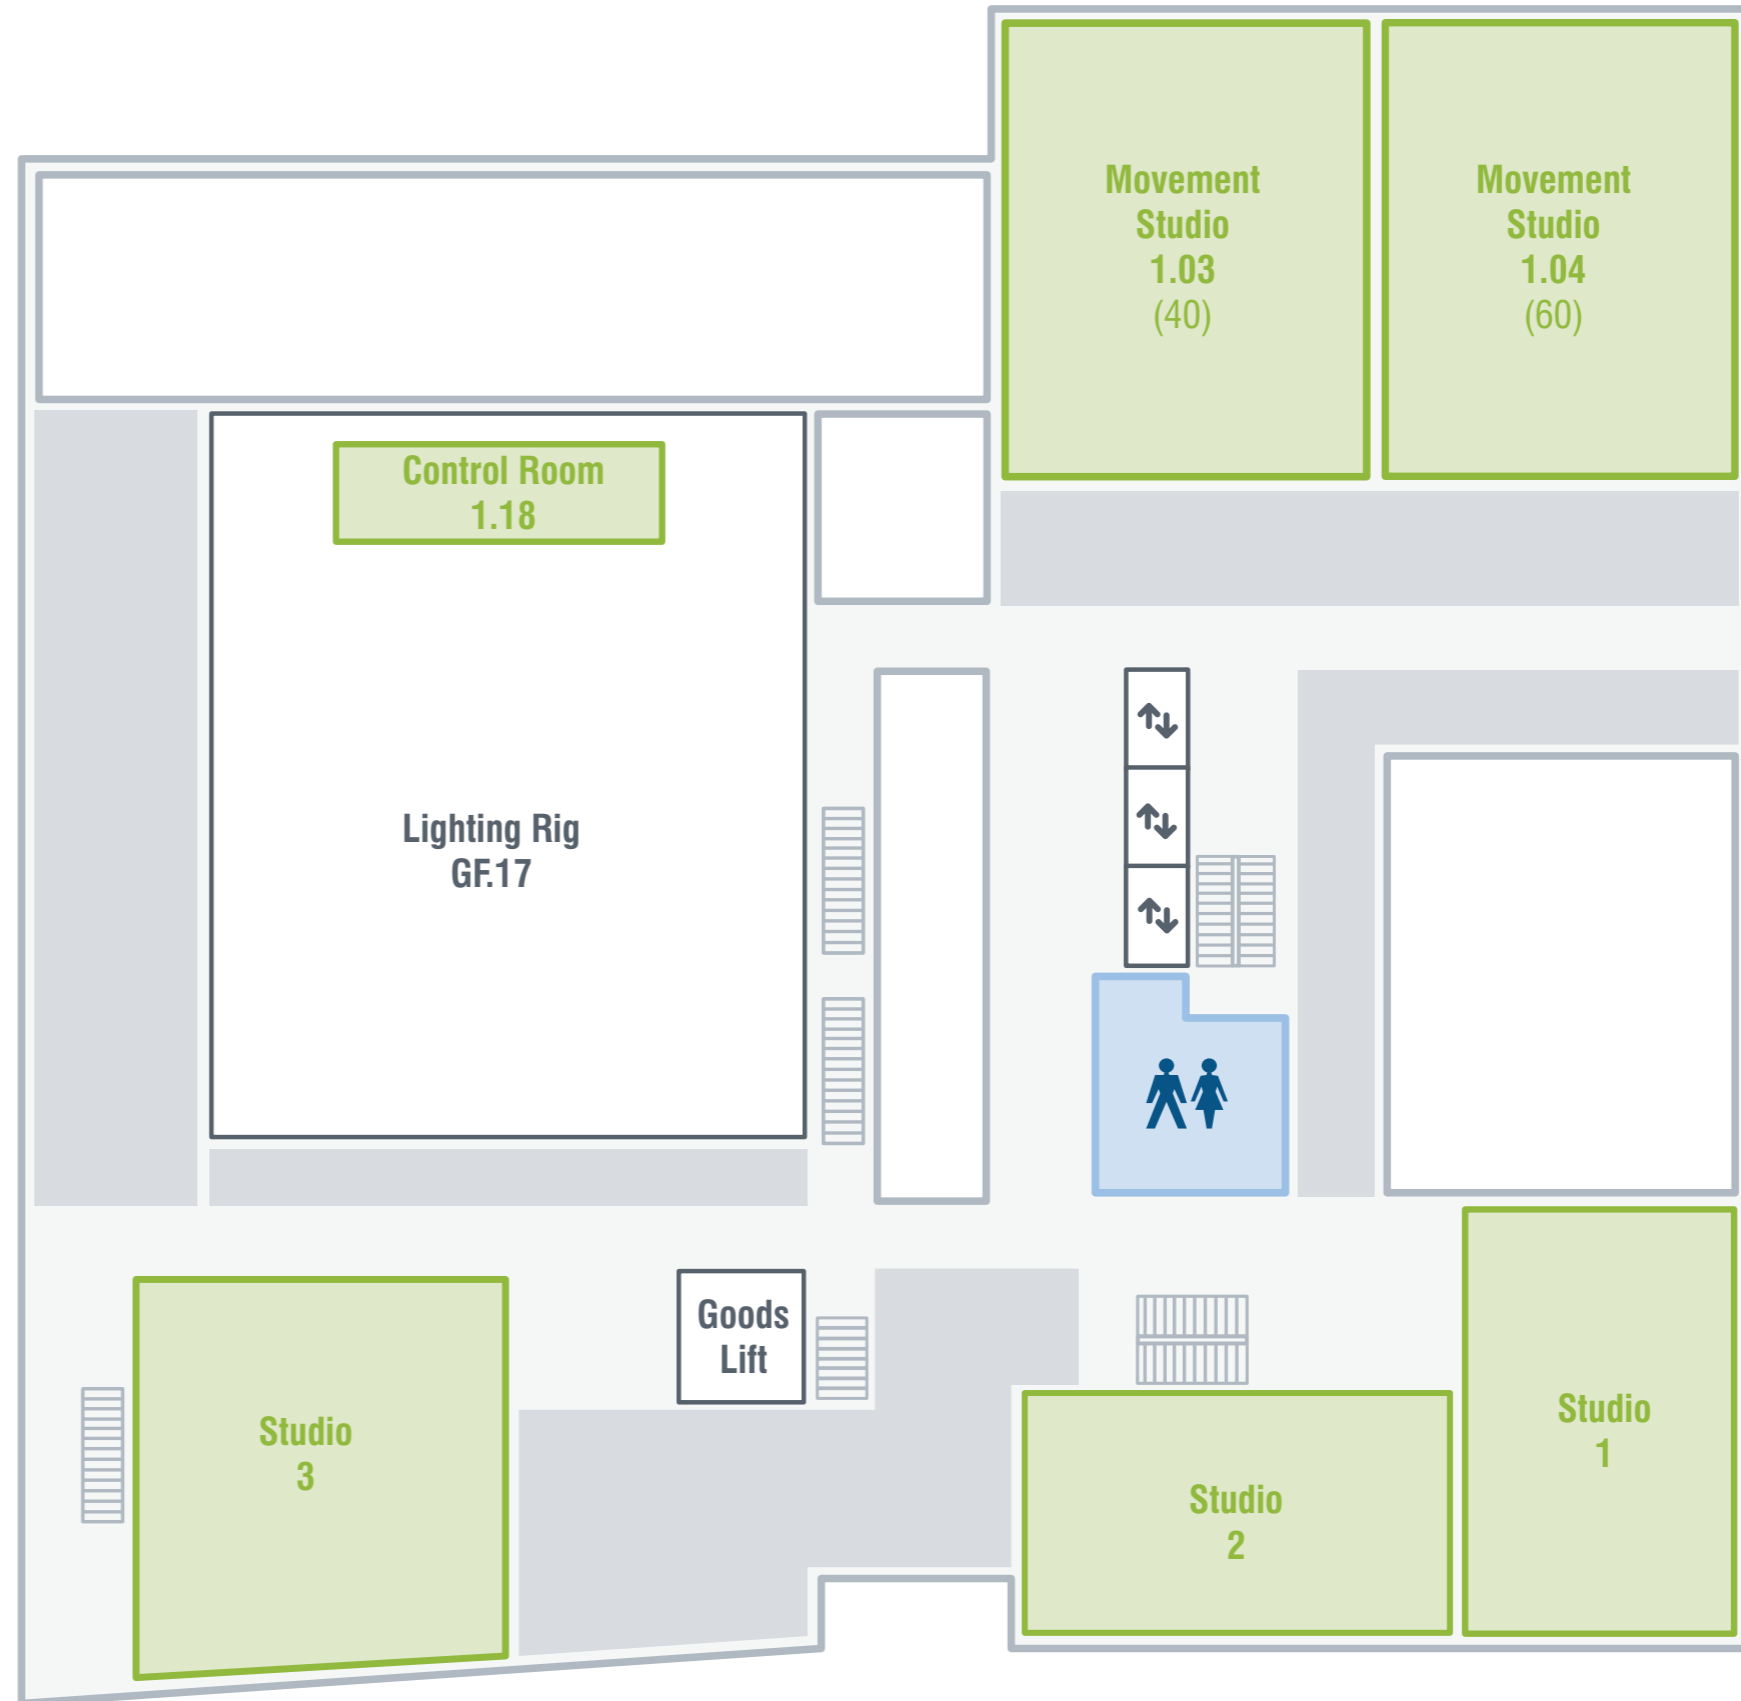 Movement
Studio
1.03
(40)
Movement
Studio
1.04
(60)
Control Room
1.18
Lighting Rig
GF.17
Goods
Lift
Studio
3
Studio
2
Studio
1